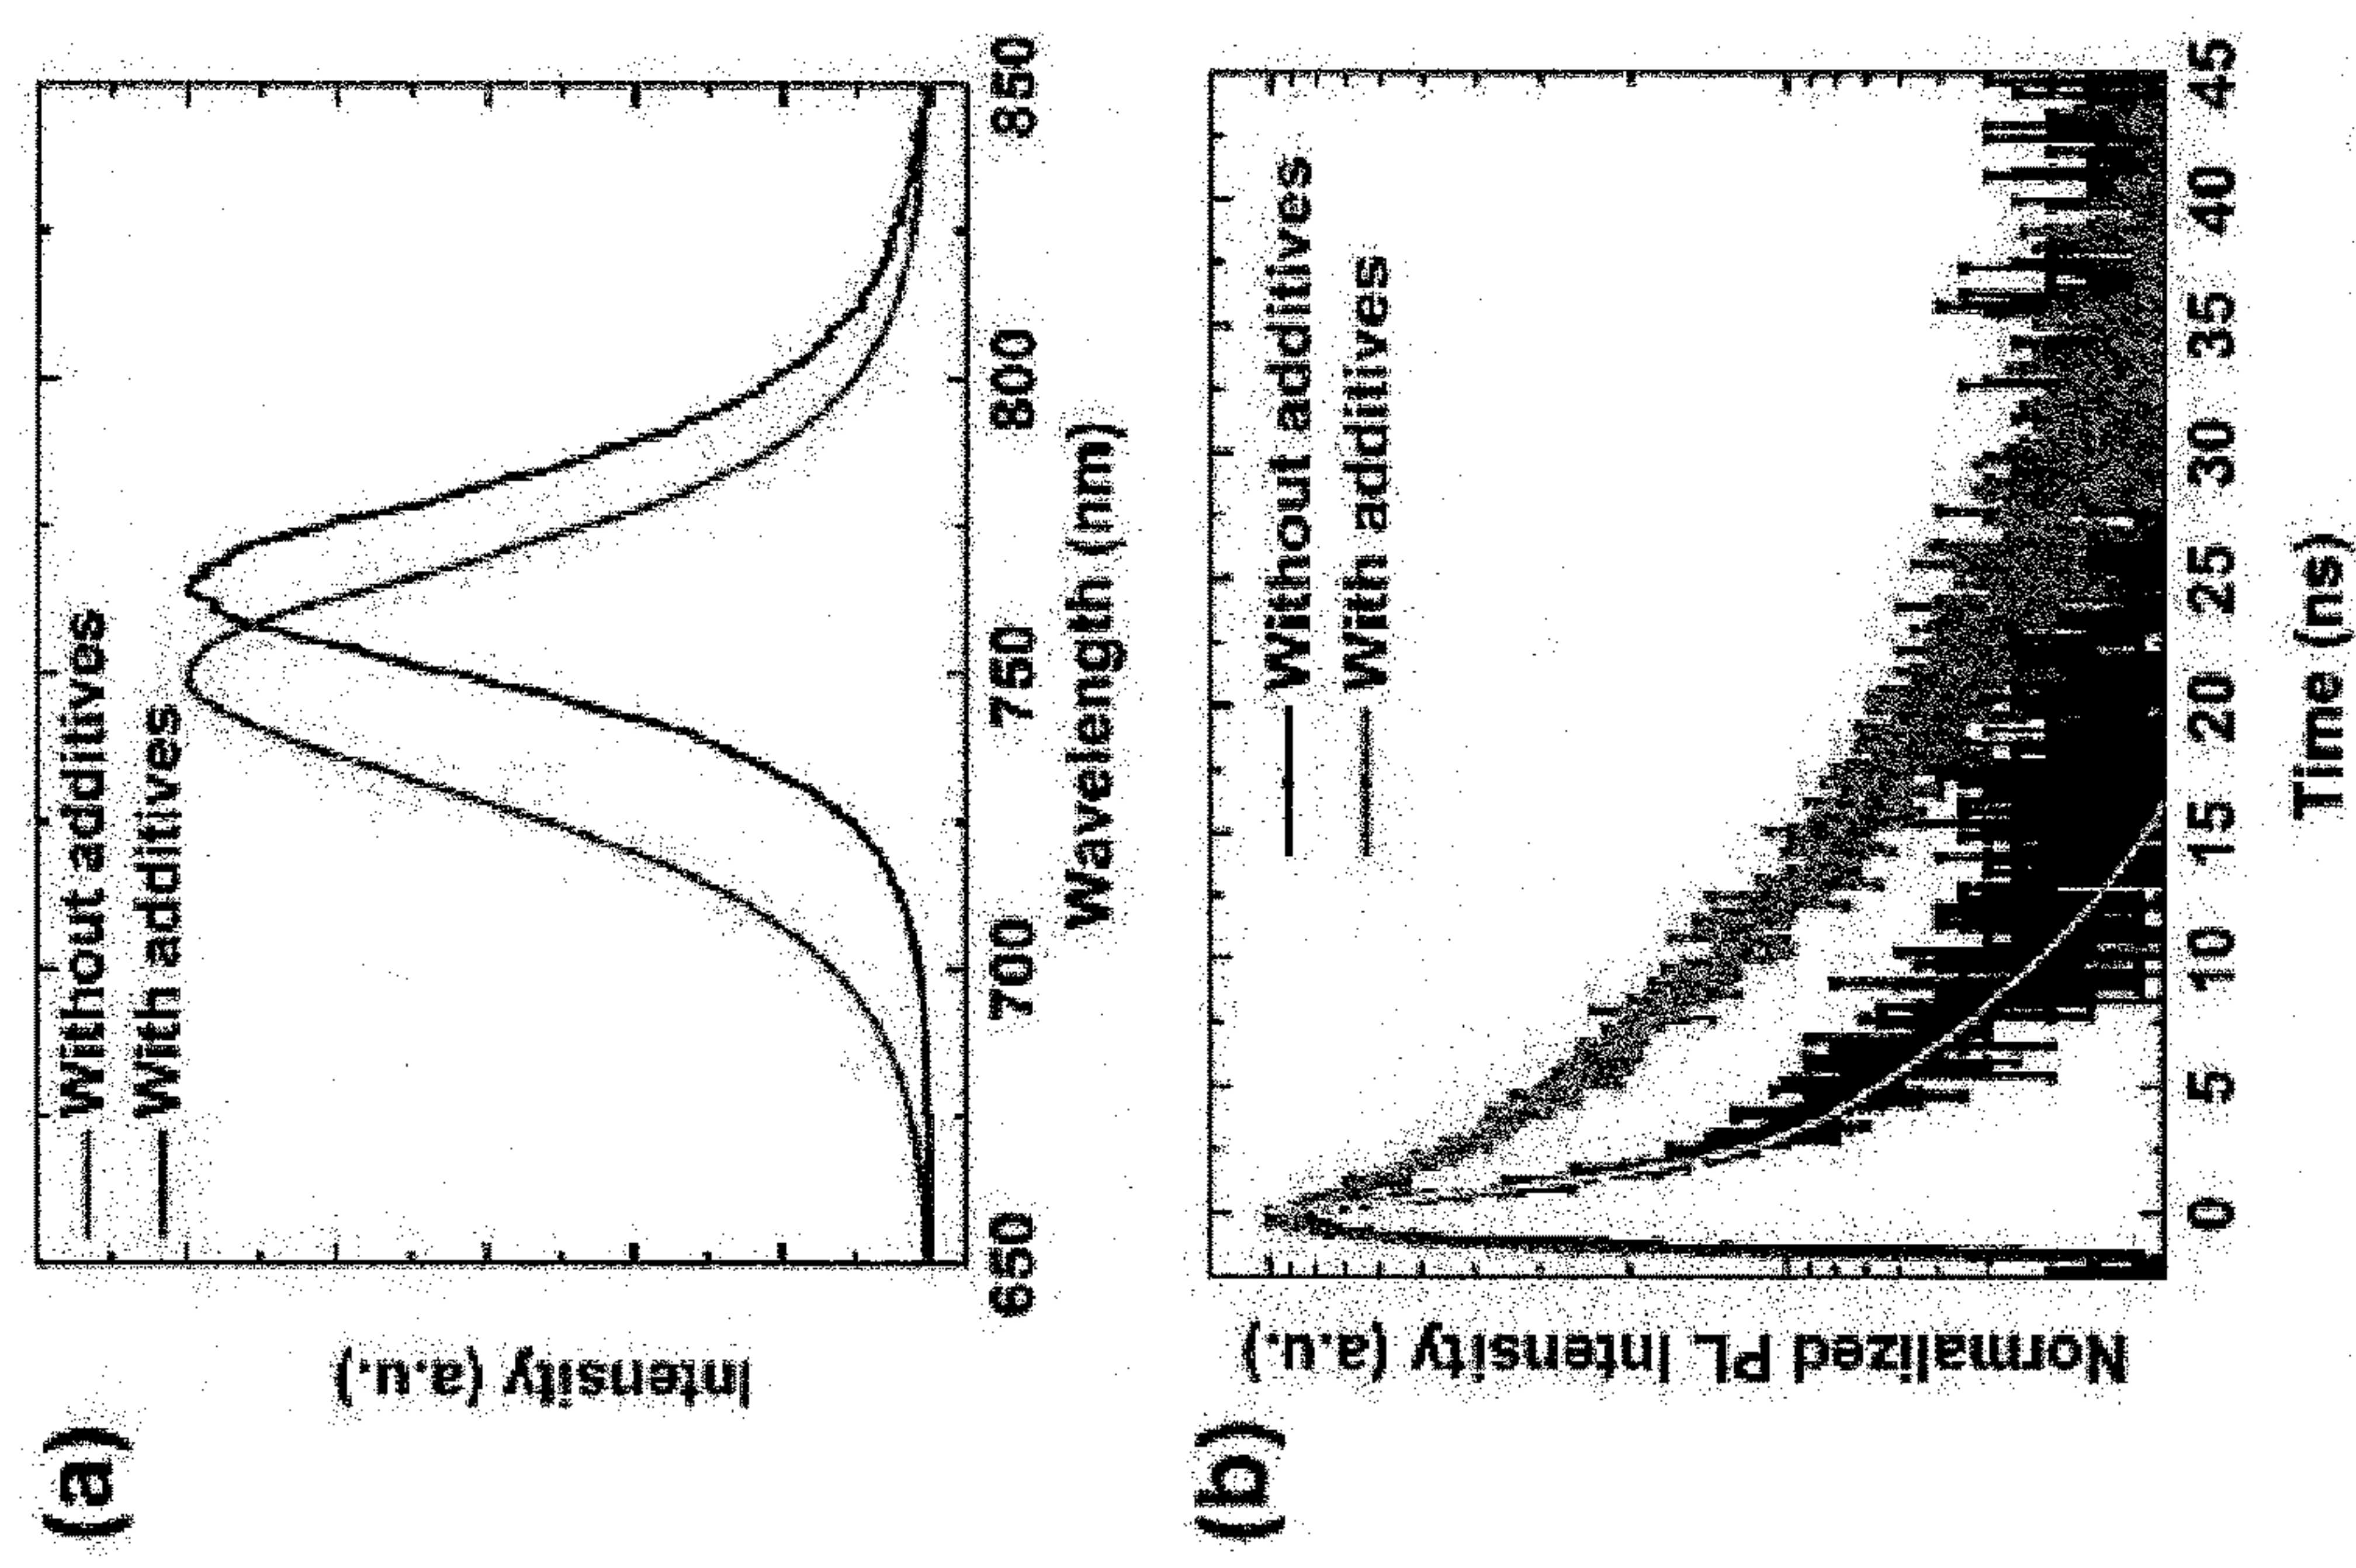 (a)
Intensity (a.u.)
Without additives
With additives
650 700 750 800 850
Wavelength (nm)
(b)
Normalized PL Intensity (a.u.)
Without additives
With additives
0 5 10 15 20 25 30 35 40 45
Time (ns)